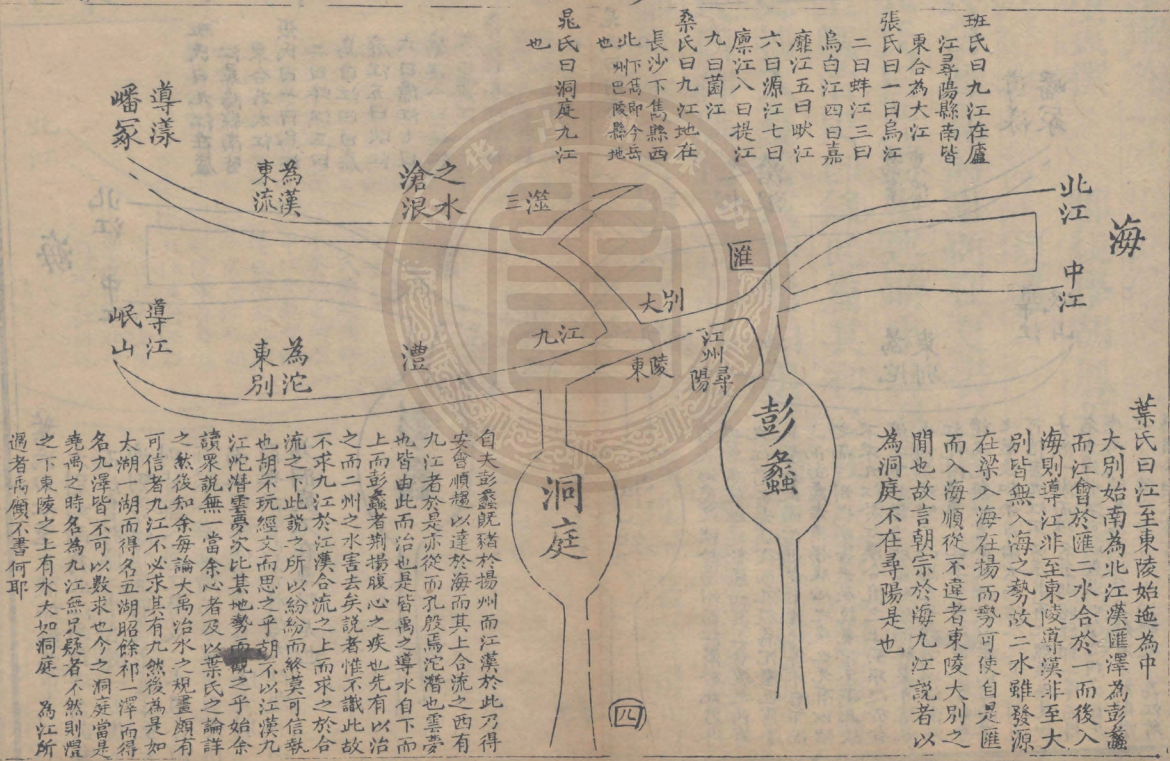 葉氏曰江至東陵始迤為中
大別始南為北江漢匯澤為彭蠡
而江會於匯二水合於一而後入
海則導江非至東陵導漢非至大
別皆無入海之勢故二水雖發源
在梁入海在揚而勢可使自是匯
而入海順從不違者東陵大別之
間也故言朝宗於海九江說者以
為洞庭不在尋陽是也
海
北江
中江
匯
彭蠡
大別
江州尋陽
東陵
九江
洞庭
三澨
滄浪之水
為漢東流
導漾
嶓冢
澧
為沱東別
導江
岷山
班氏曰九江在廬
江尋陽縣南皆
東合為大江
張氏曰一曰烏江
二曰蚌江三曰
烏白江四曰嘉
靡江五曰畎江
六曰源江七曰
廩江八曰提江
九曰菌江
桑氏曰九江地在
長沙下雋縣西
北下雋即今岳州巴陵縣地
也
晁氏曰洞庭九江
也
自夫彭蠡既豬於揚州而江漢於此乃得
安會順趨以達於海而其上合流之西有
九江者於是亦從而孔殷焉沱潛也雲夢
也皆由此而治也是皆禹之導水自下而
上而彭蠡者荆揚腹心之疾也先有以治
之而二州之水害去矣說者惟不識此故
不求九江於江漢合流之上而求之於合
流之下此說之所以紛紛而終莫可信執
也胡不玩經文而思之乎胡不以江漢九
江沱潛雲夢次比其地勢而觀之乎始余
讀眾說無一當余心者及以葉氏之論詳
之然後知余每論大禹治水之規畫頗有
可信者九江不必求其有九然後為是如
太湖一湖而得名五湖昭餘祁一澤而得
名九澤皆不可以數求也今之洞庭當是
堯禹之時名為九江無足疑者不然則澧
之下東陵之上有水大如洞庭 為江所
過者禹顧不書何耶
四